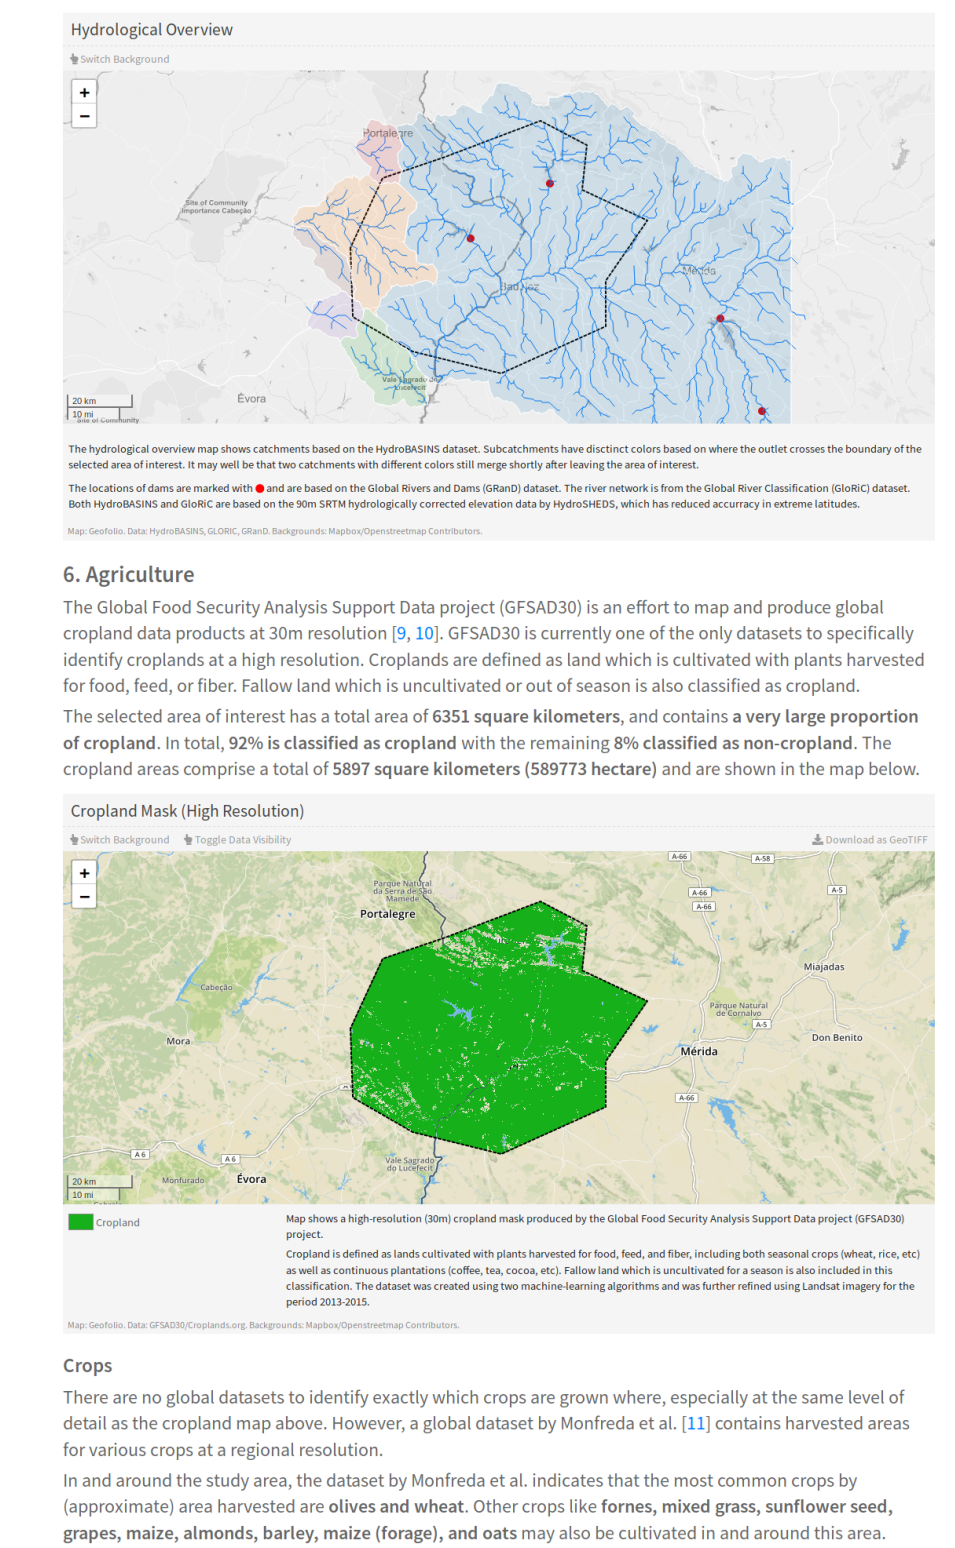 Hydrological Overview
Switch Background
+
−
Portalegre
Site of Community
Importance Cabeção
Mérida
Badajoz
Vale Sagrado do
Lucefecit
Évora
20 km
10 mi
Site of Community
The hydrological overview map shows catchments based on the HydroBASINS dataset. Subcatchments have disctinct colors based on where the outlet crosses the boundary of the
selected area of interest. It may well be that two catchments with different colors still merge shortly after leaving the area of interest.
The locations of dams are marked with and are based on the Global Rivers and Dams (GRanD) dataset. The river network is from the Global River Classification (GloRiC) dataset.
Both HydroBASINS and GloRiC are based on the 90m SRTM hydrologically corrected elevation data by HydroSHEDS, which has reduced accurracy in extreme latitudes.
Map: Geofolio. Data: HydroBASINS, GLORIC, GRanD. Backgrounds: Mapbox/Openstreetmap Contributors.
6. Agriculture
The Global Food Security Analysis Support Data project (GFSAD30) is an effort to map and produce global
cropland data products at 30m resolution [9, 10]. GFSAD30 is currently one of the only datasets to specifically
identify croplands at a high resolution. Croplands are defined as land which is cultivated with plants harvested
for food, feed, or fiber. Fallow land which is uncultivated or out of season is also classified as cropland.
The selected area of interest has a total area of 6351 square kilometers, and contains a very large proportion
of cropland. In total, 92% is classified as cropland with the remaining 8% classified as non-cropland. The
cropland areas comprise a total of 5897 square kilometers (589773 hectare) and are shown in the map below.
Cropland Mask (High Resolution)
Switch Background Toggle Data Visibility Download as GeoTIFF
+
−
A-66
A-58
Parque Natural
da Serra de São
Mamede
Portalegre
A-66
A-66
A-5
Miajadas
Cabeção
Parque Natural
de Cornalvo
A-5
Mora
Don Benito
Mérida
A-66
A 6
A 6
Vale Sagrado
do Lucefecit
Monfurado
Évora
20 km
10 mi
Cropland
Map shows a high-resolution (30m) cropland mask produced by the Global Food Security Analysis Support Data project (GFSAD30)
project.
Cropland is defined as lands cultivated with plants harvested for food, feed, and fiber, including both seasonal crops (wheat, rice, etc)
as well as continuous plantations (coffee, tea, cocoa, etc). Fallow land which is uncultivated for a season is also included in this
classification. The dataset was created using two machine-learning algorithms and was further refined using Landsat imagery for the
period 2013-2015.
Map: Geofolio. Data: GFSAD30/Croplands.org. Backgrounds: Mapbox/Openstreetmap Contributors.
Crops
There are no global datasets to identify exactly which crops are grown where, especially at the same level of
detail as the cropland map above. However, a global dataset by Monfreda et al. [11] contains harvested areas
for various crops at a regional resolution.
In and around the study area, the dataset by Monfreda et al. indicates that the most common crops by
(approximate) area harvested are olives and wheat. Other crops like fornes, mixed grass, sunflower seed,
grapes, maize, almonds, barley, maize (forage), and oats may also be cultivated in and around this area.